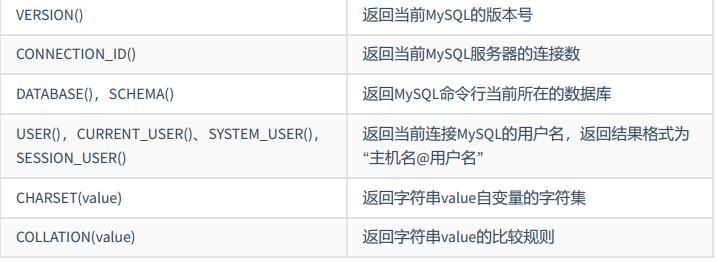 VERSION() 返回当前MySQL的版本号
CONNECTION_ID() 返回当前MySQL服务器的连接数
DATABASE()，SCHEMA() 返回MySQL命令行当前所在的数据库
USER()，CURRENT_USER()、SYSTEM_USER()，
SESSION_USER()
返回当前连接MySQL的用户名，返回结果格式为
“主机名@用户名”
CHARSET(value) 返回字符串value自变量的字符集
COLLATION(value) 返回字符串value的比较规则